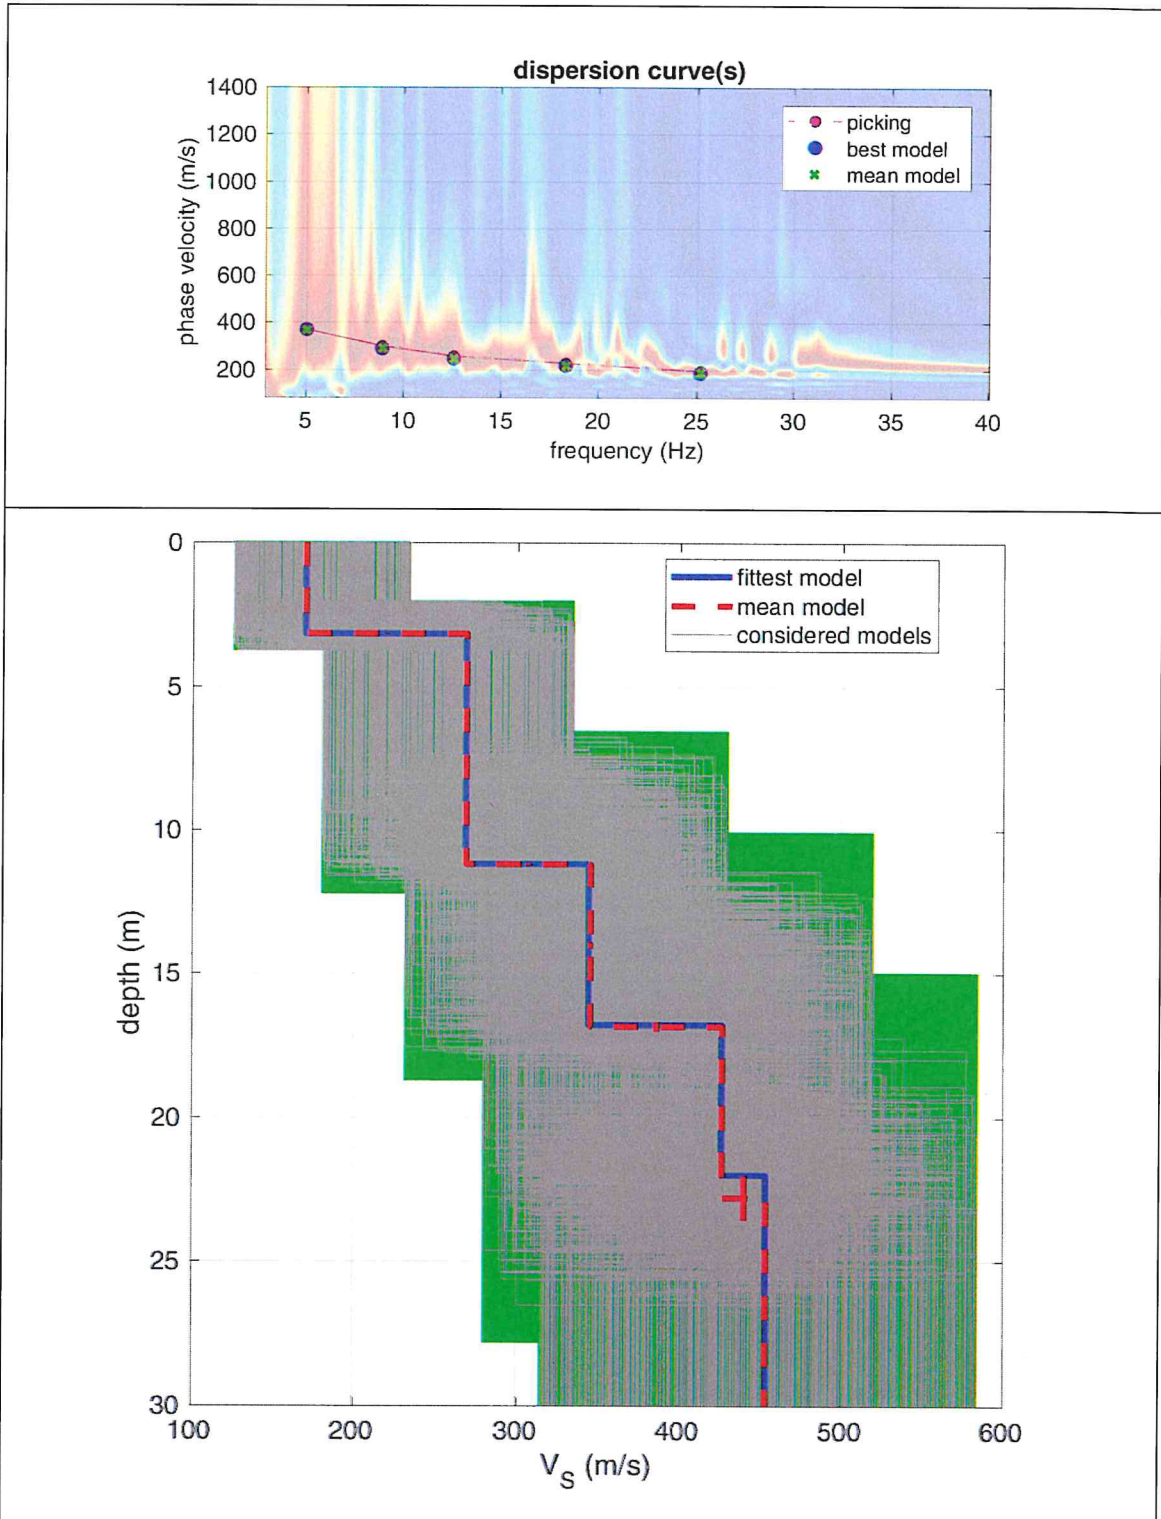 dispersion curve(s)
1400
1200
1000
800
600
400
200
phase velocity (m/s)
picking
best model
mean model
5 10 15 20 25 30 35 40
frequency (Hz)
0
5
10
15
20
25
30
depth (m)
fittest model
mean model
considered models
100 200 300 400 500 600
V_S (m/s)